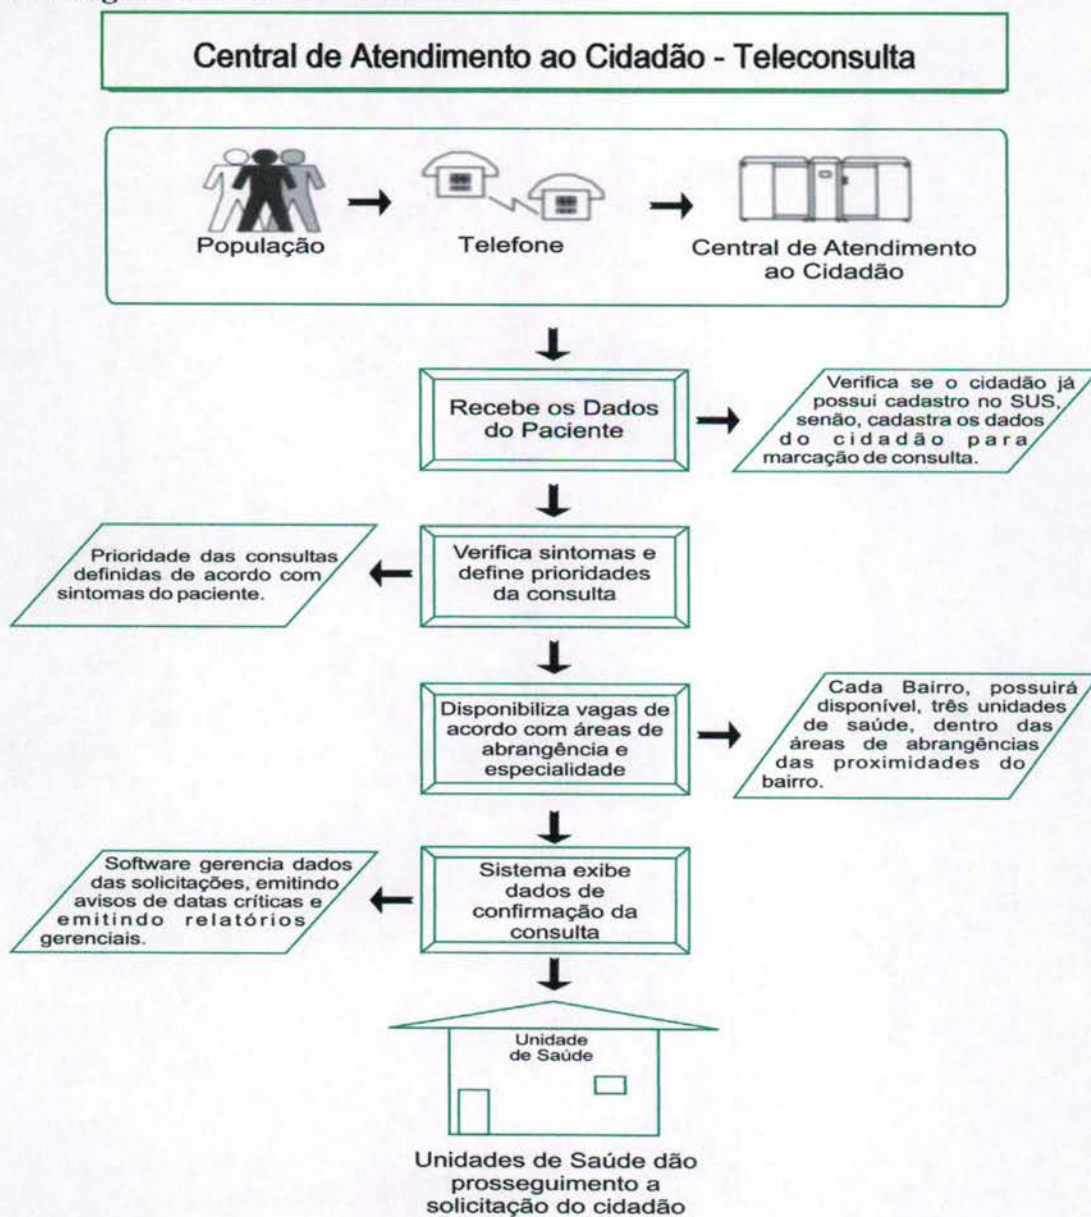 Central de Atendimento ao Cidadão - Teleconsulta
População
Telefone
Central de Atendimento
ao Cidadão
Recebe os Dados
do Paciente
Verifica se o cidadão já
possui cadastro no SUS,
senão, cadastra os dados
do cidadão para
marcação de consulta.
Verifica sintomas e
define prioridades
da consulta
Prioridade das consultas
definidas de acordo com
sintomas do paciente.
Disponibiliza vagas de
acordo com áreas de
abrangência e
especialidade
Cada Bairro, possuirá
disponível, três unidades
de saúde, dentro das
áreas de abrangências
das proximidades do
bairro.
Sistema exibe
dados de
confirmação da
consulta
Software gerencia dados
das solicitações, emitindo
avisos de datas críticas e
emitindo relatórios
gerenciais.
Unidade
de Saúde
Unidades de Saúde dão
prosseguimento a
solicitação do cidadão